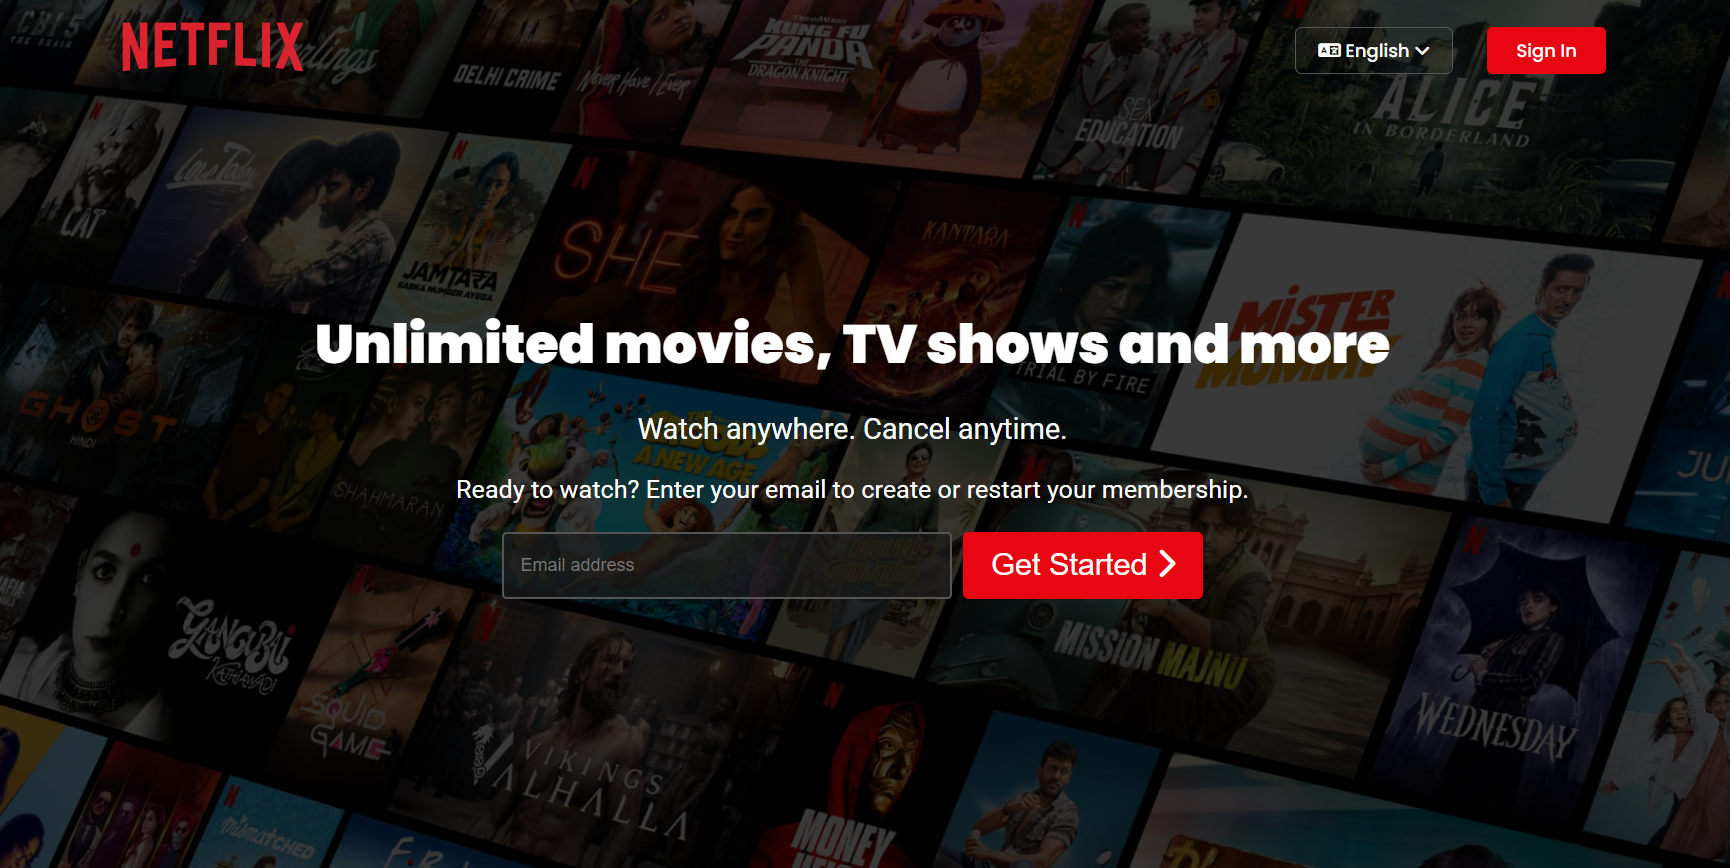 NETFLIX
English
Sign In
CBI 5
THE BRAIN
DELHI CRIME
Never Have I Ever
DREAMWORKS
KUNG FU
PANDA
THE
DRAGON KNIGHT
SEX
EDUCATION
ALICE
IN BORDERLAND
CAT
Love Today
JAMTARA
SABKA NUMBER AYEGA
SHE
KANTARA
TRIAL BY FIRE
MISTER
MUMMY
Unlimited movies, TV shows and more
Watch anywhere. Cancel anytime.
Ready to watch? Enter your email to create or restart your membership.
Email address
Get Started
GHOST
HINDI
SHAHMARAN
THE
A NEW AGE
GANGUBAI
KATHIAWADI
SQUID
GAME
VIKINGS
VALHALLA
MISSION MAJNU
WEDNESDAY
Mismatched
MONEY